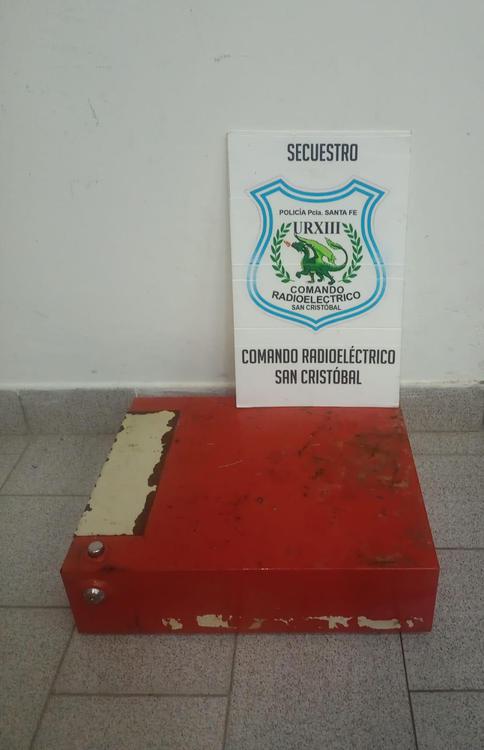 SECUESTRO
POLICÍA Pcia. SANTA FE
URXIII
COMANDO
RADIOELECTRICO
SAN CRISTÓBAL
COMANDO RADIOELÉCTRICO
SAN CRISTÓBAL